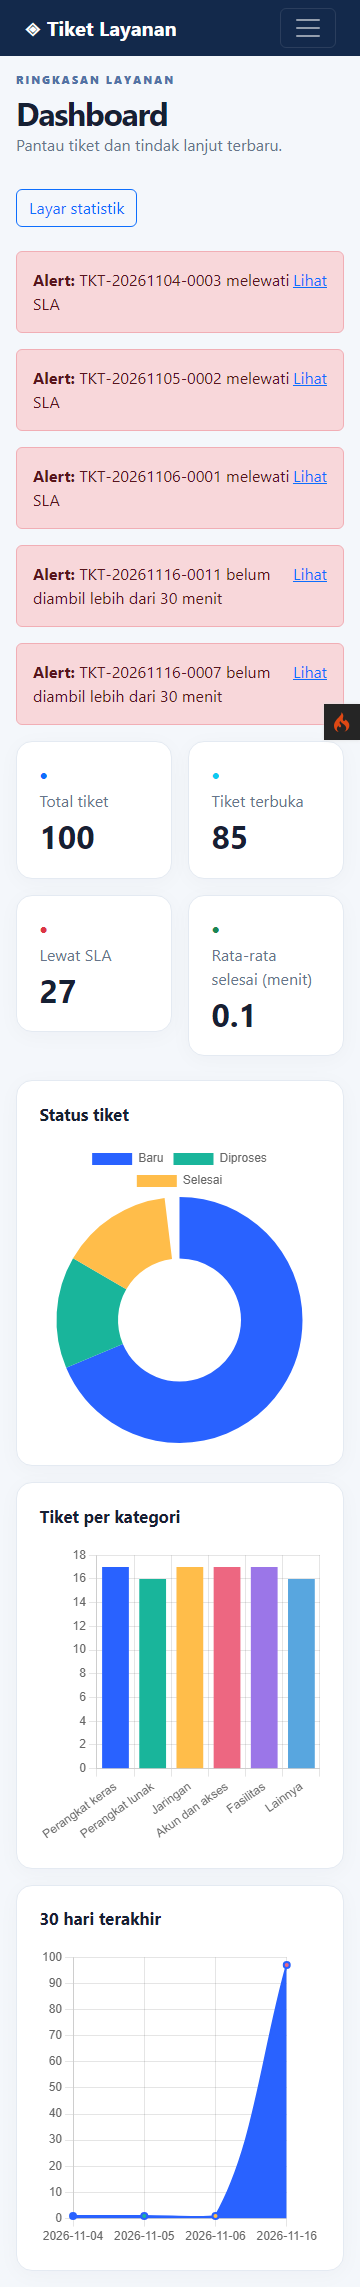 Tiket Layanan
RINGKASAN LAYANAN
Dashboard
Pantau tiket dan tindak lanjut terbaru.
Layar statistik
Alert: TKT-20261104-0003 melewati Lihat
SLA
Alert: TKT-20261105-0002 melewati Lihat
SLA
Alert: TKT-20261106-0001 melewati Lihat
SLA
Alert: TKT-20261116-0011 belum Lihat
diambil lebih dari 30 menit
Alert: TKT-20261116-0007 belum Lihat
diambil lebih dari 30 menit
Total tiket
100
Tiket terbuka
85
Lewat SLA
27
Rata-rata
selesai (menit)
0.1
Status tiket
Baru Diproses
Selesai
Tiket per kategori
18
16
14
12
10
8
6
4
2
0
Perangkat keras
Perangkat lunak
Jaringan
Akun dan akses
Fasilitas
Lainnya
30 hari terakhir
100
90
80
70
60
50
40
30
20
10
0
2026-11-04 2026-11-05 2026-11-06 2026-11-16